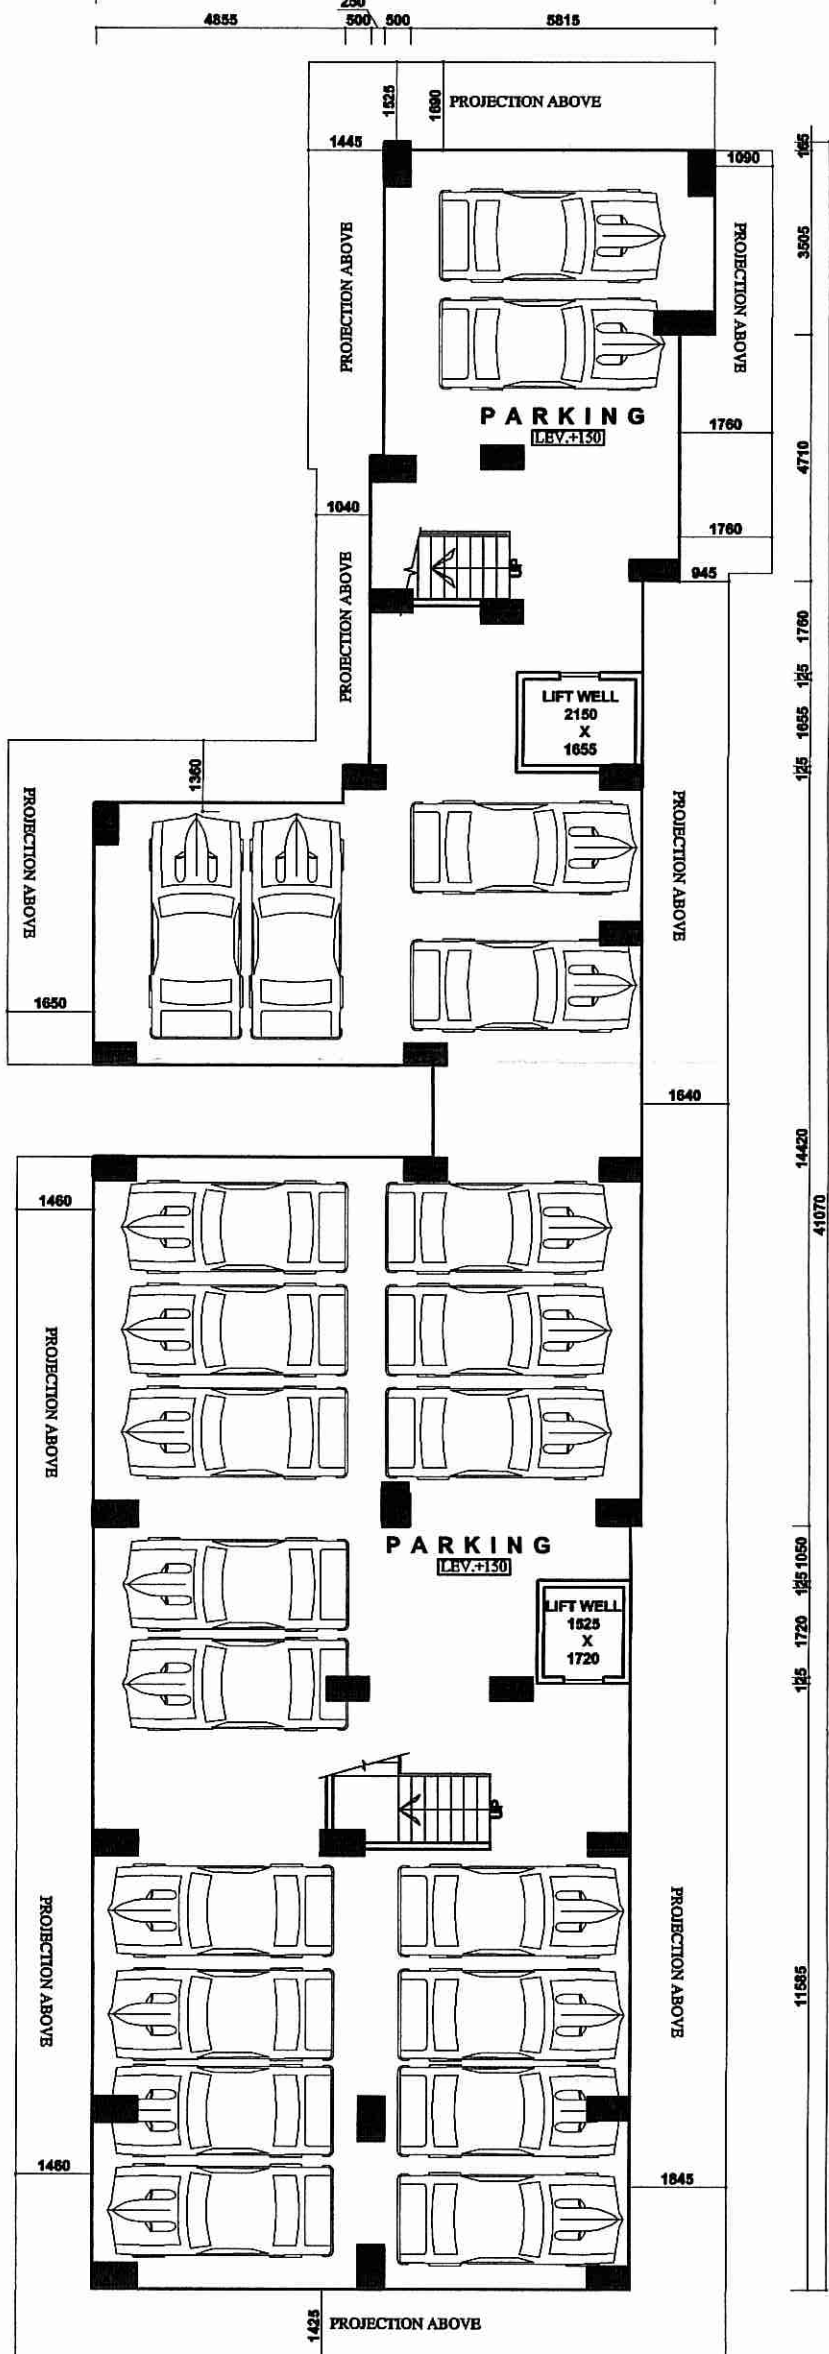 250
4855 500 500 5815
1525
1690
PROJECTION ABOVE
1445
165
1090
PROJECTION ABOVE
PROJECTION ABOVE
3505
PARKING
LEV.+150
1760
4710
1040
1760
UP
945
PROJECTION ABOVE
1760
125
LIFT WELL
2150
X
1655
1655
125
1360
PROJECTION ABOVE
PROJECTION ABOVE
1650
1640
14420
41070
1460
PROJECTION ABOVE
PARKING
LEV.+150
1050
125
LIFT WELL
1525
X
1720
1720
125
UP
PROJECTION ABOVE
PROJECTION ABOVE
11585
1460
1845
1425
PROJECTION ABOVE